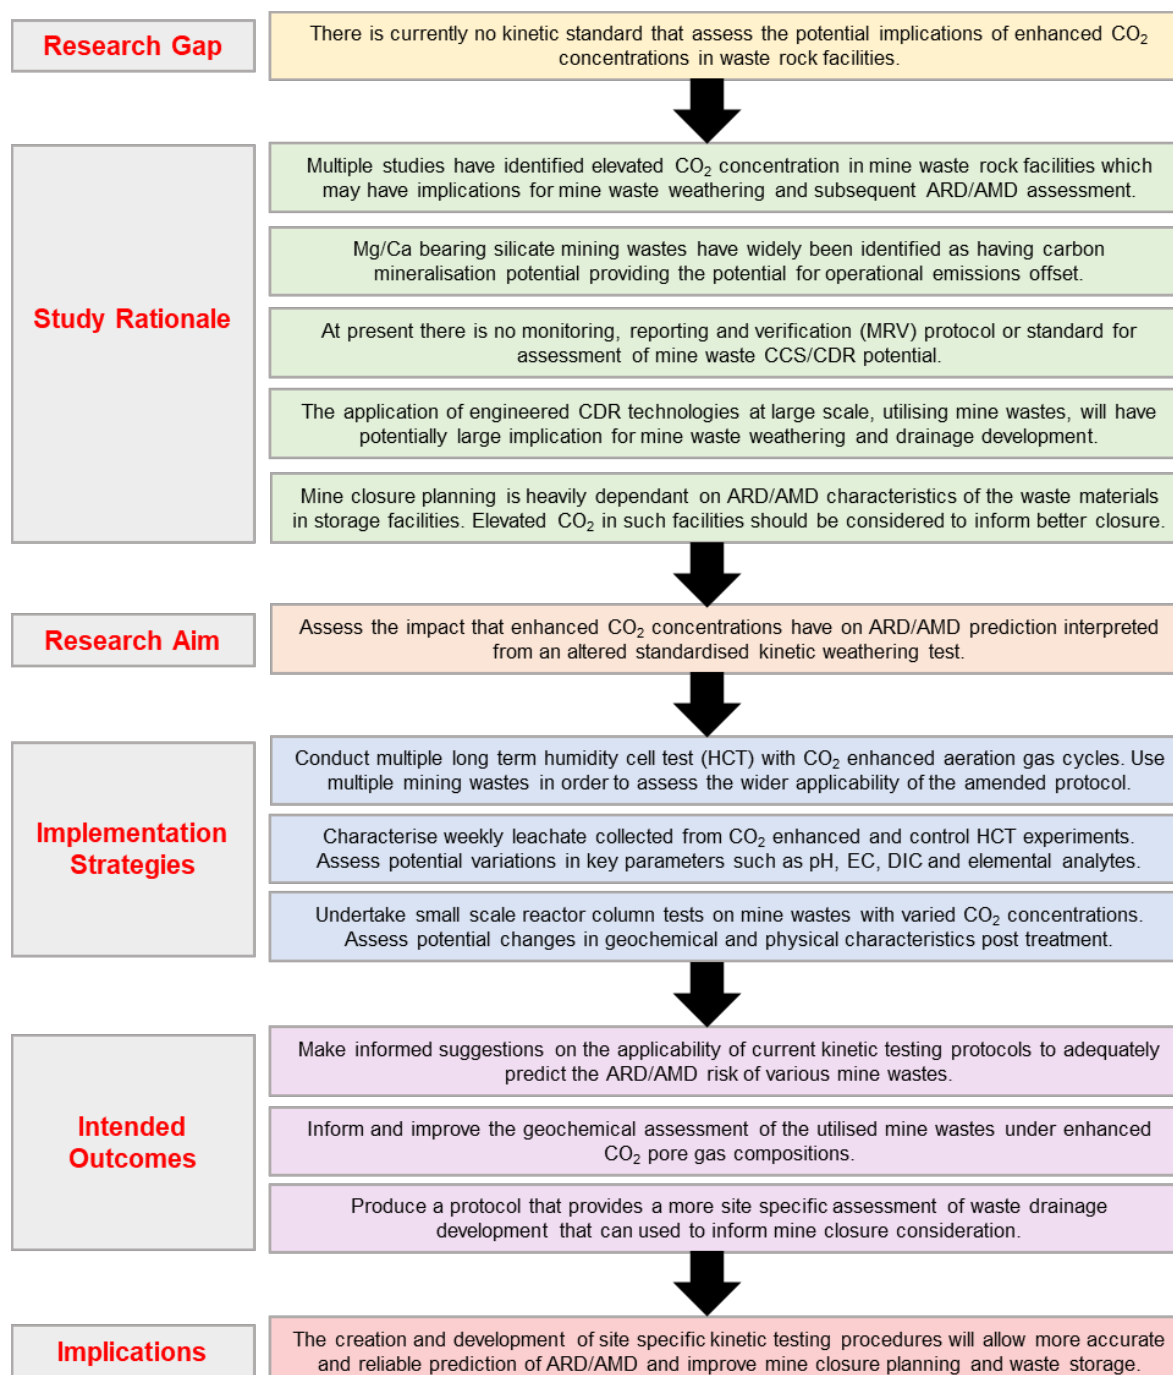 Research Gap
There is currently no kinetic standard that assess the potential implications of enhanced CO₂
concentrations in waste rock facilities.
Study Rationale
Multiple studies have identified elevated CO₂ concentration in mine waste rock facilities which
may have implications for mine waste weathering and subsequent ARD/AMD assessment.
Mg/Ca bearing silicate mining wastes have widely been identified as having carbon
mineralisation potential providing the potential for operational emissions offset.
At present there is no monitoring, reporting and verification (MRV) protocol or standard for
assessment of mine waste CCS/CDR potential.
The application of engineered CDR technologies at large scale, utilising mine wastes, will have
potentially large implication for mine waste weathering and drainage development.
Mine closure planning is heavily dependant on ARD/AMD characteristics of the waste materials
in storage facilities. Elevated CO₂ in such facilities should be considered to inform better closure.
Research Aim
Assess the impact that enhanced CO₂ concentrations have on ARD/AMD prediction interpreted
from an altered standardised kinetic weathering test.
Implementation
Strategies
Conduct multiple long term humidity cell test (HCT) with CO₂ enhanced aeration gas cycles. Use
multiple mining wastes in order to assess the wider applicability of the amended protocol.
Characterise weekly leachate collected from CO₂ enhanced and control HCT experiments.
Assess potential variations in key parameters such as pH, EC, DIC and elemental analytes.
Undertake small scale reactor column tests on mine wastes with varied CO₂ concentrations.
Assess potential changes in geochemical and physical characteristics post treatment.
Intended
Outcomes
Make informed suggestions on the applicability of current kinetic testing protocols to adequately
predict the ARD/AMD risk of various mine wastes.
Inform and improve the geochemical assessment of the utilised mine wastes under enhanced
CO₂ pore gas compositions.
Produce a protocol that provides a more site specific assessment of waste drainage
development that can used to inform mine closure consideration.
Implications
The creation and development of site specific kinetic testing procedures will allow more accurate
and reliable prediction of ARD/AMD and improve mine closure planning and waste storage.